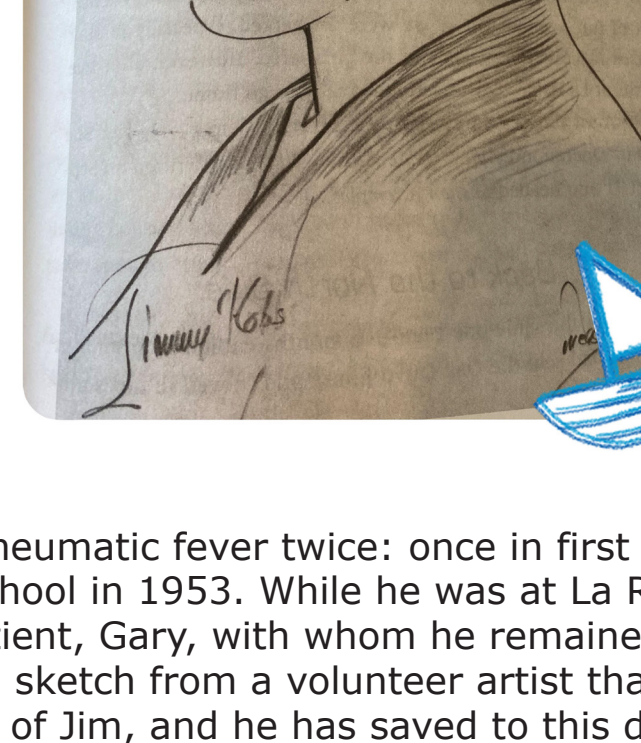 Jimmy Kobs
heumatic fever twice: once in first
hool in 1953. While he was at La R
tient, Gary, with whom he remaine
sketch from a volunteer artist tha
of Jim, and he has saved to this d